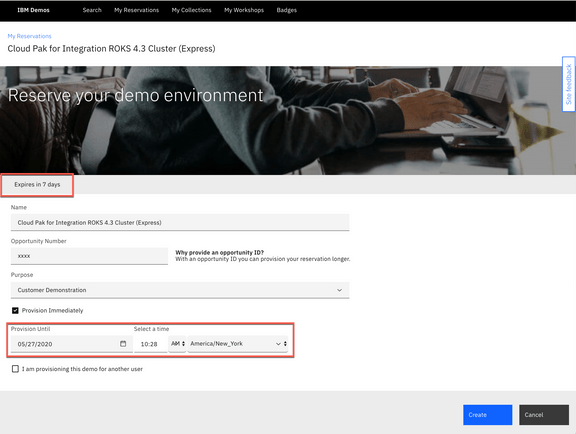 IBM Demos Search My Reservations My Collections My Workshops Badges
My Reservations
Cloud Pak for Integration ROKS 4.3 Cluster (Express)
Site feedback
Reserve your demo environment
Expires in 7 days
Name
Cloud Pak for Integration ROKS 4.3 Cluster (Express)
Opportunity Number
xxxx
Why provide an opportunity ID?
With an opportunity ID you can provision your reservation longer.
Purpose
Customer Demonstration
Provision Immediately
Provision Until Select a time
05/27/2020 10:28 AM America/New_York
I am provisioning this demo for another user
Create Cancel